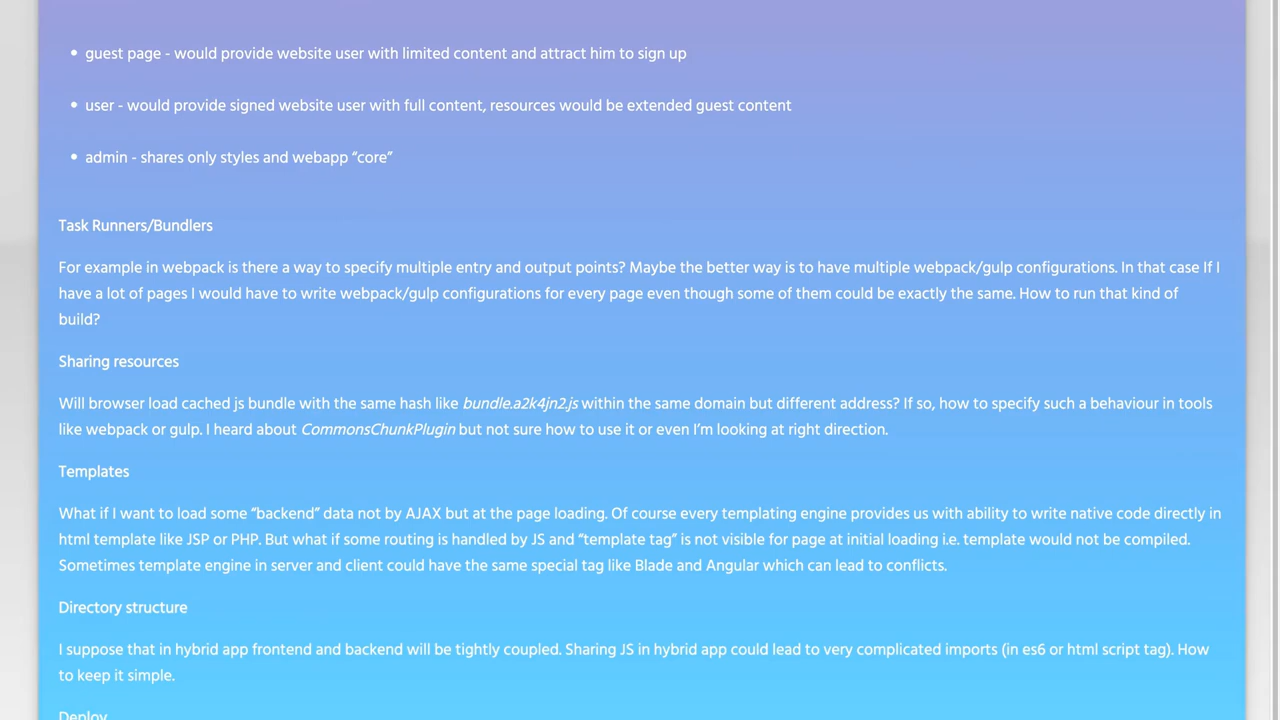 • guest page - would provide website user with limited content and attract him to sign up
• user - would provide signed website user with full content, resources would be extended guest content
• admin - shares only styles and webapp “core”
Task Runners/Bundlers
For example in webpack is there a way to specify multiple entry and output points? Maybe the better way is to have multiple webpack/gulp configurations. In that case If I
have a lot of pages I would have to write webpack/gulp configurations for every page even though some of them could be exactly the same. How to run that kind of
build?
Sharing resources
Will browser load cached js bundle with the same hash like bundle.a2k4jn2.js within the same domain but different address? If so, how to specify such a behaviour in tools
like webpack or gulp. I heard about CommonsChunkPlugin but not sure how to use it or even I’m looking at right direction.
Templates
What if I want to load some “backend” data not by AJAX but at the page loading. Of course every templating engine provides us with ability to write native code directly in
html template like JSP or PHP. But what if some routing is handled by JS and “template tag” is not visible for page at initial loading i.e. template would not be compiled.
Sometimes template engine in server and client could have the same special tag like Blade and Angular which can lead to conflicts.
Directory structure
I suppose that in hybrid app frontend and backend will be tightly coupled. Sharing JS in hybrid app could lead to very complicated imports (in es6 or html script tag). How
to keep it simple.
Deploy